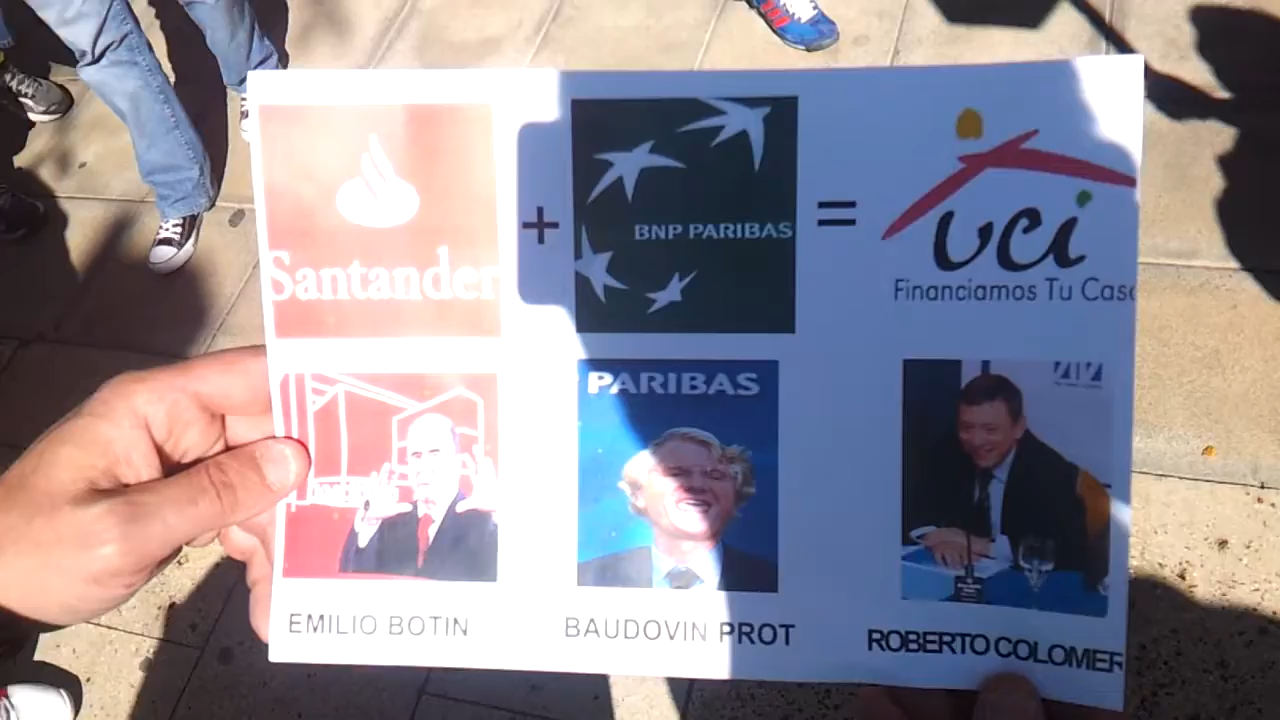 Santander
+
BNP PARIBAS
=
uci
Financiamos Tu Casa
PARIBAS
EMILIO BOTIN
BAUDOVIN PROT
ROBERTO COLOMER